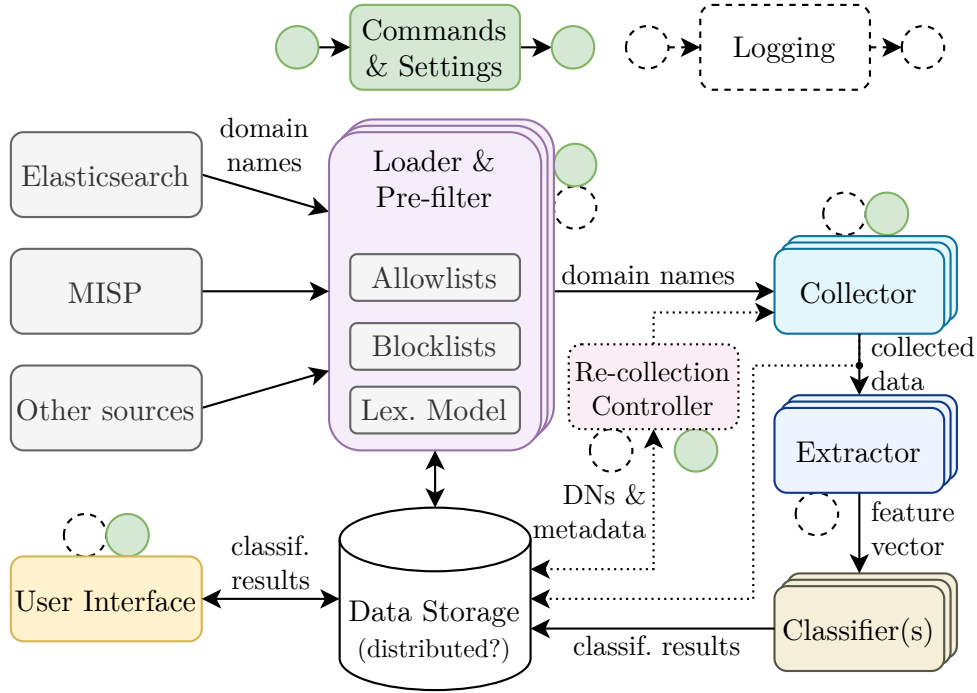 Commands
& Settings
Logging
domain
names
Elasticsearch
Loader &
Pre-filter
MISP
Allowlists
domain names
Collector
Blocklists
collected
data
Re-collection
Controller
Other sources
Lex. Model
Extractor
DNs &
metadata
feature
vector
classif.
results
User Interface
Data Storage
(distributed?)
classif. results
Classifier(s)